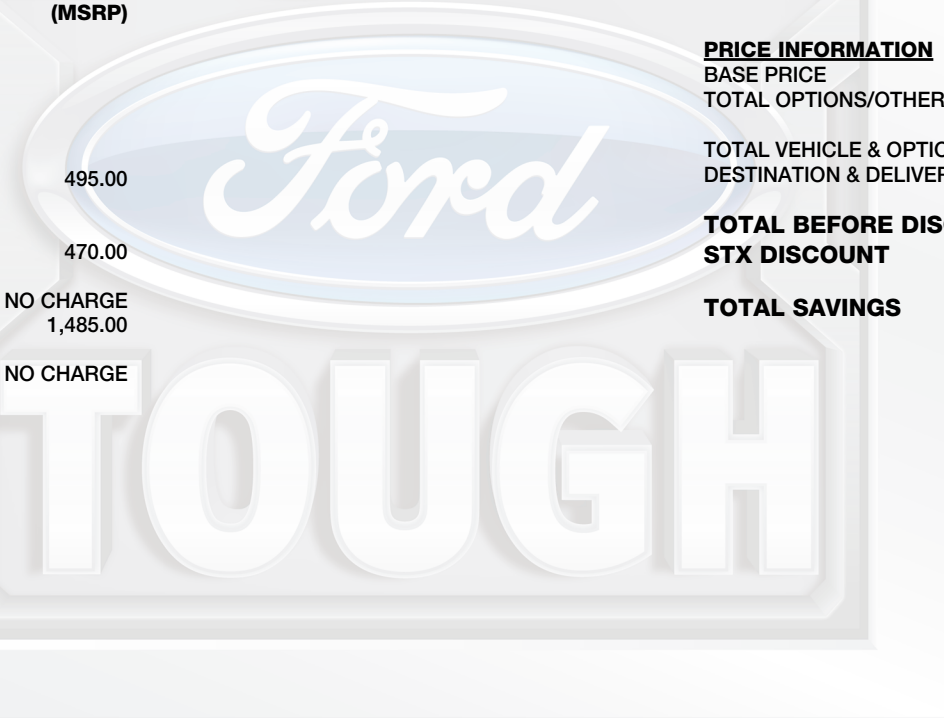 (MSRP)
495.00
470.00
NO CHARGE
1,485.00
NO CHARGE
PRICE INFORMATION
BASE PRICE
TOTAL OPTIONS/OTHER
TOTAL VEHICLE & OPTIO
DESTINATION & DELIVER
TOTAL BEFORE DISC
STX DISCOUNT
TOTAL SAVINGS
Ford
TOUGH